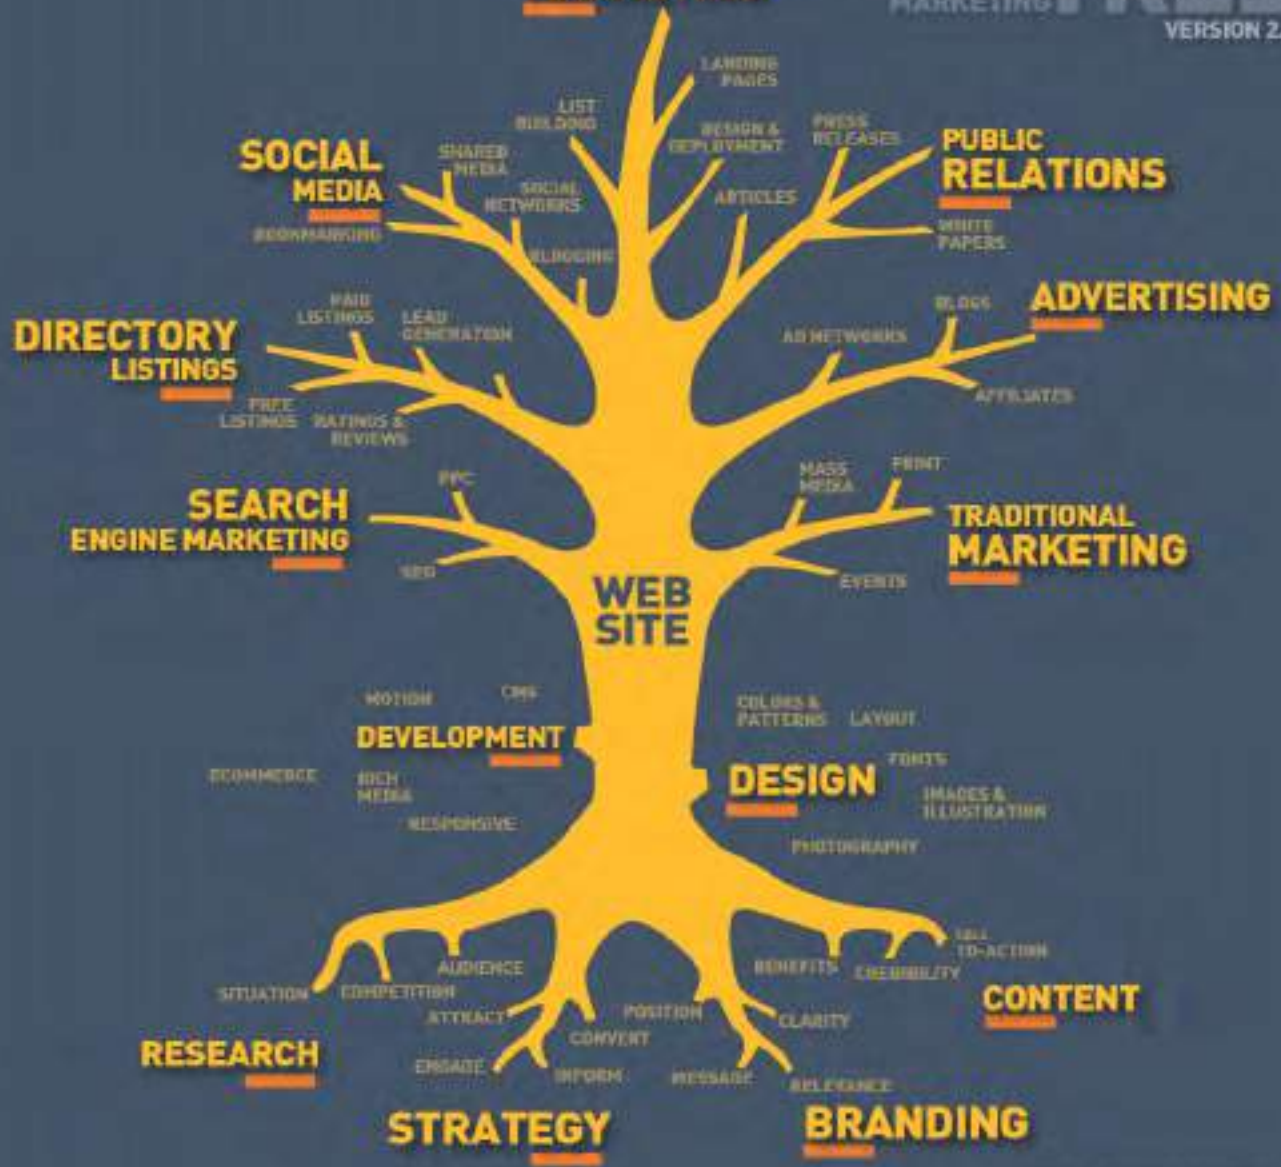 MARKETING
VERSION 2.
LANDING
PAGES
LIST
BUILDING
DESIGN &
DEPLOYMENT
PRESS
RELEASES
PUBLIC
RELATIONS
SOCIAL
MEDIA
SHARED
MEDIA
SOCIAL
NETWORKS
ARTICLES
BOOKMARKING
WHITE
PAPERS
BLOGGING
PAID
LISTINGS
LEAD
GENERATION
BLOGS
ADVERTISING
DIRECTORY
LISTINGS
AD NETWORKS
AFFILIATES
FREE
LISTINGS
RATINGS &
REVIEWS
PPC
MASS
MEDIA
PRINT
SEARCH
ENGINE MARKETING
TRADITIONAL
MARKETING
SEO
EVENTS
WEB
SITE
MOTION
CMS
COLORS &
PATTERNS
LAYOUT
DEVELOPMENT
FONTS
ECOMMERCE
RICH
MEDIA
DESIGN
IMAGES &
ILLUSTRATION
RESPONSIVE
PHOTOGRAPHY
CALL
TO-ACTION
AUDIENCE
BENEFITS
CREDIBILITY
SITUATION
COMPETITION
CONTENT
ATTRACT
POSITION
CLARITY
CONVERT
RESEARCH
ENGAGE
INFORM
MESSAGE
RELEVANCE
STRATEGY
BRANDING